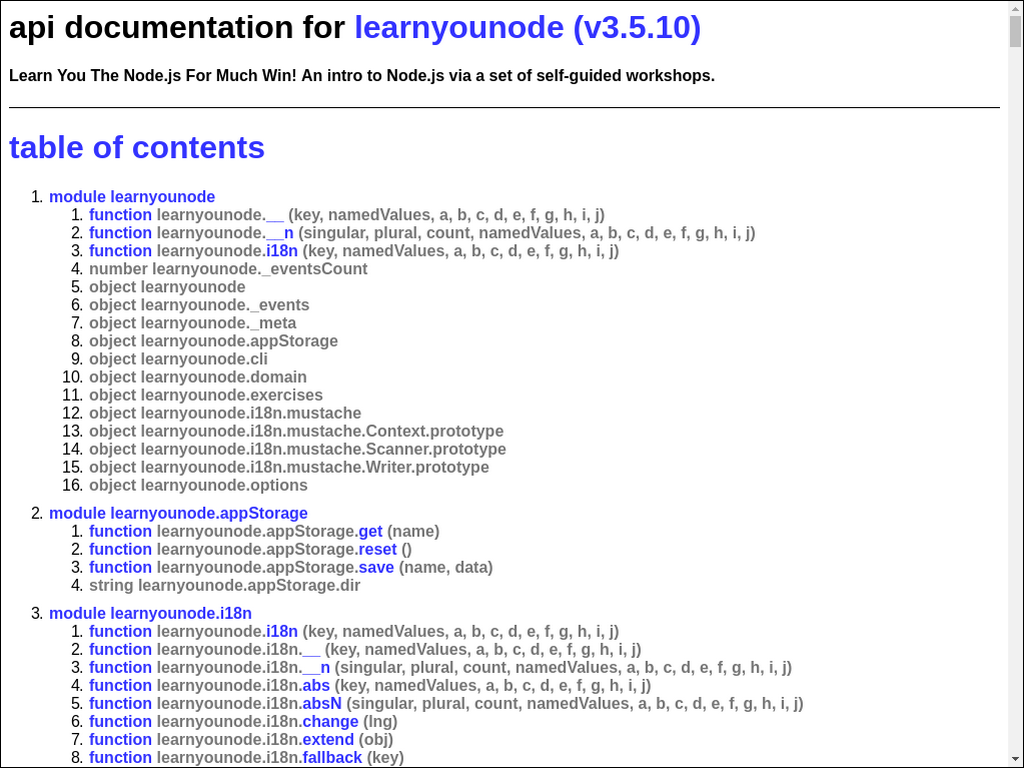 api documentation for learnyounode (v3.5.10)
Learn You The Node.js For Much Win! An intro to Node.js via a set of self-guided workshops.
table of contents
1. module learnyounode
1. function learnyounode.__ (key, namedValues, a, b, c, d, e, f, g, h, i, j)
2. function learnyounode.__n (singular, plural, count, namedValues, a, b, c, d, e, f, g, h, i, j)
3. function learnyounode.i18n (key, namedValues, a, b, c, d, e, f, g, h, i, j)
4. number learnyounode._eventsCount
5. object learnyounode
6. object learnyounode._events
7. object learnyounode._meta
8. object learnyounode.appStorage
9. object learnyounode.cli
10. object learnyounode.domain
11. object learnyounode.exercises
12. object learnyounode.i18n.mustache
13. object learnyounode.i18n.mustache.Context.prototype
14. object learnyounode.i18n.mustache.Scanner.prototype
15. object learnyounode.i18n.mustache.Writer.prototype
16. object learnyounode.options
2. module learnyounode.appStorage
1. function learnyounode.appStorage.get (name)
2. function learnyounode.appStorage.reset ()
3. function learnyounode.appStorage.save (name, data)
4. string learnyounode.appStorage.dir
3. module learnyounode.i18n
1. function learnyounode.i18n (key, namedValues, a, b, c, d, e, f, g, h, i, j)
2. function learnyounode.i18n.__ (key, namedValues, a, b, c, d, e, f, g, h, i, j)
3. function learnyounode.i18n.__n (singular, plural, count, namedValues, a, b, c, d, e, f, g, h, i, j)
4. function learnyounode.i18n.abs (key, namedValues, a, b, c, d, e, f, g, h, i, j)
5. function learnyounode.i18n.absN (singular, plural, count, namedValues, a, b, c, d, e, f, g, h, i, j)
6. function learnyounode.i18n.change (lng)
7. function learnyounode.i18n.extend (obj)
8. function learnyounode.i18n.fallback (key)